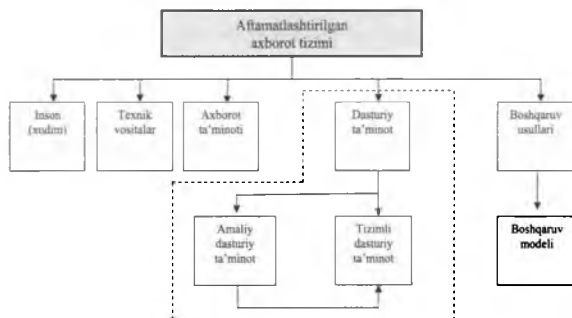 Aftamatlashtirilgan
axborot tizimi
Inson
(xodim)
Texnik
vositalar
Axborot
ta’minoti
Dasturiy
ta’minot
Boshqaruv
usullari
Amaliy
dasturiy
ta’minot
Tizimli
dasturiy
ta’minot
Boshqaruv
modeli